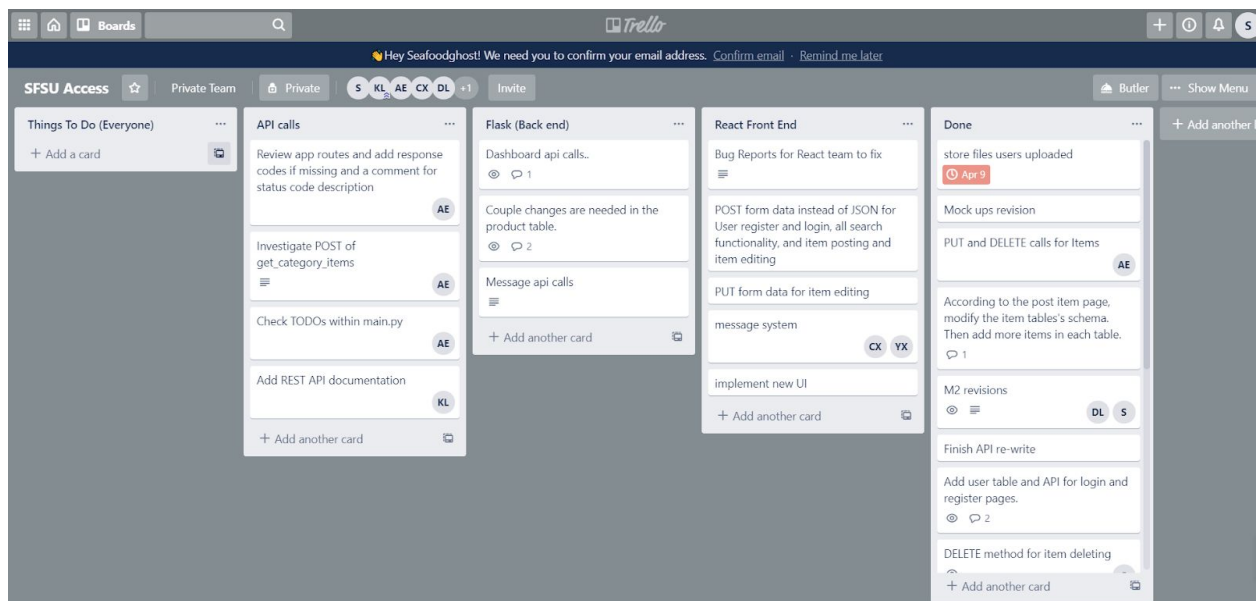 Boards
Trello
S
👋Hey Seafoodghost! We need you to confirm your email address. Confirm email · Remind me later
SFSU Access
Private Team
Private
S KL AE CX DL +1
Invite
Butler
Show Menu
Things To Do (Everyone)
+ Add a card
API calls
Review app routes and add response
codes if missing and a comment for
status code description
AE
Investigate POST of
get_category_items
AE
Check TODOs within main.py
AE
Add REST API documentation
KL
+ Add another card
Flask (Back end)
Dashboard api calls..
1
Couple changes are needed in the
product table.
2
Message api calls
+ Add another card
React Front End
Bug Reports for React team to fix
POST form data instead of JSON for
User register and login, all search
functionality, and item posting and
item editing
PUT form data for item editing
message system
CX YX
implement new UI
+ Add another card
Done
store files users uploaded
Apr 9
Mock ups revision
PUT and DELETE calls for Items
AE
According to the post item page,
modify the item tables's schema.
Then add more items in each table.
1
M2 revisions
DL S
Finish API re-write
Add user table and API for login and
register pages.
2
DELETE method for item deleting
+ Add another card
+ Add another